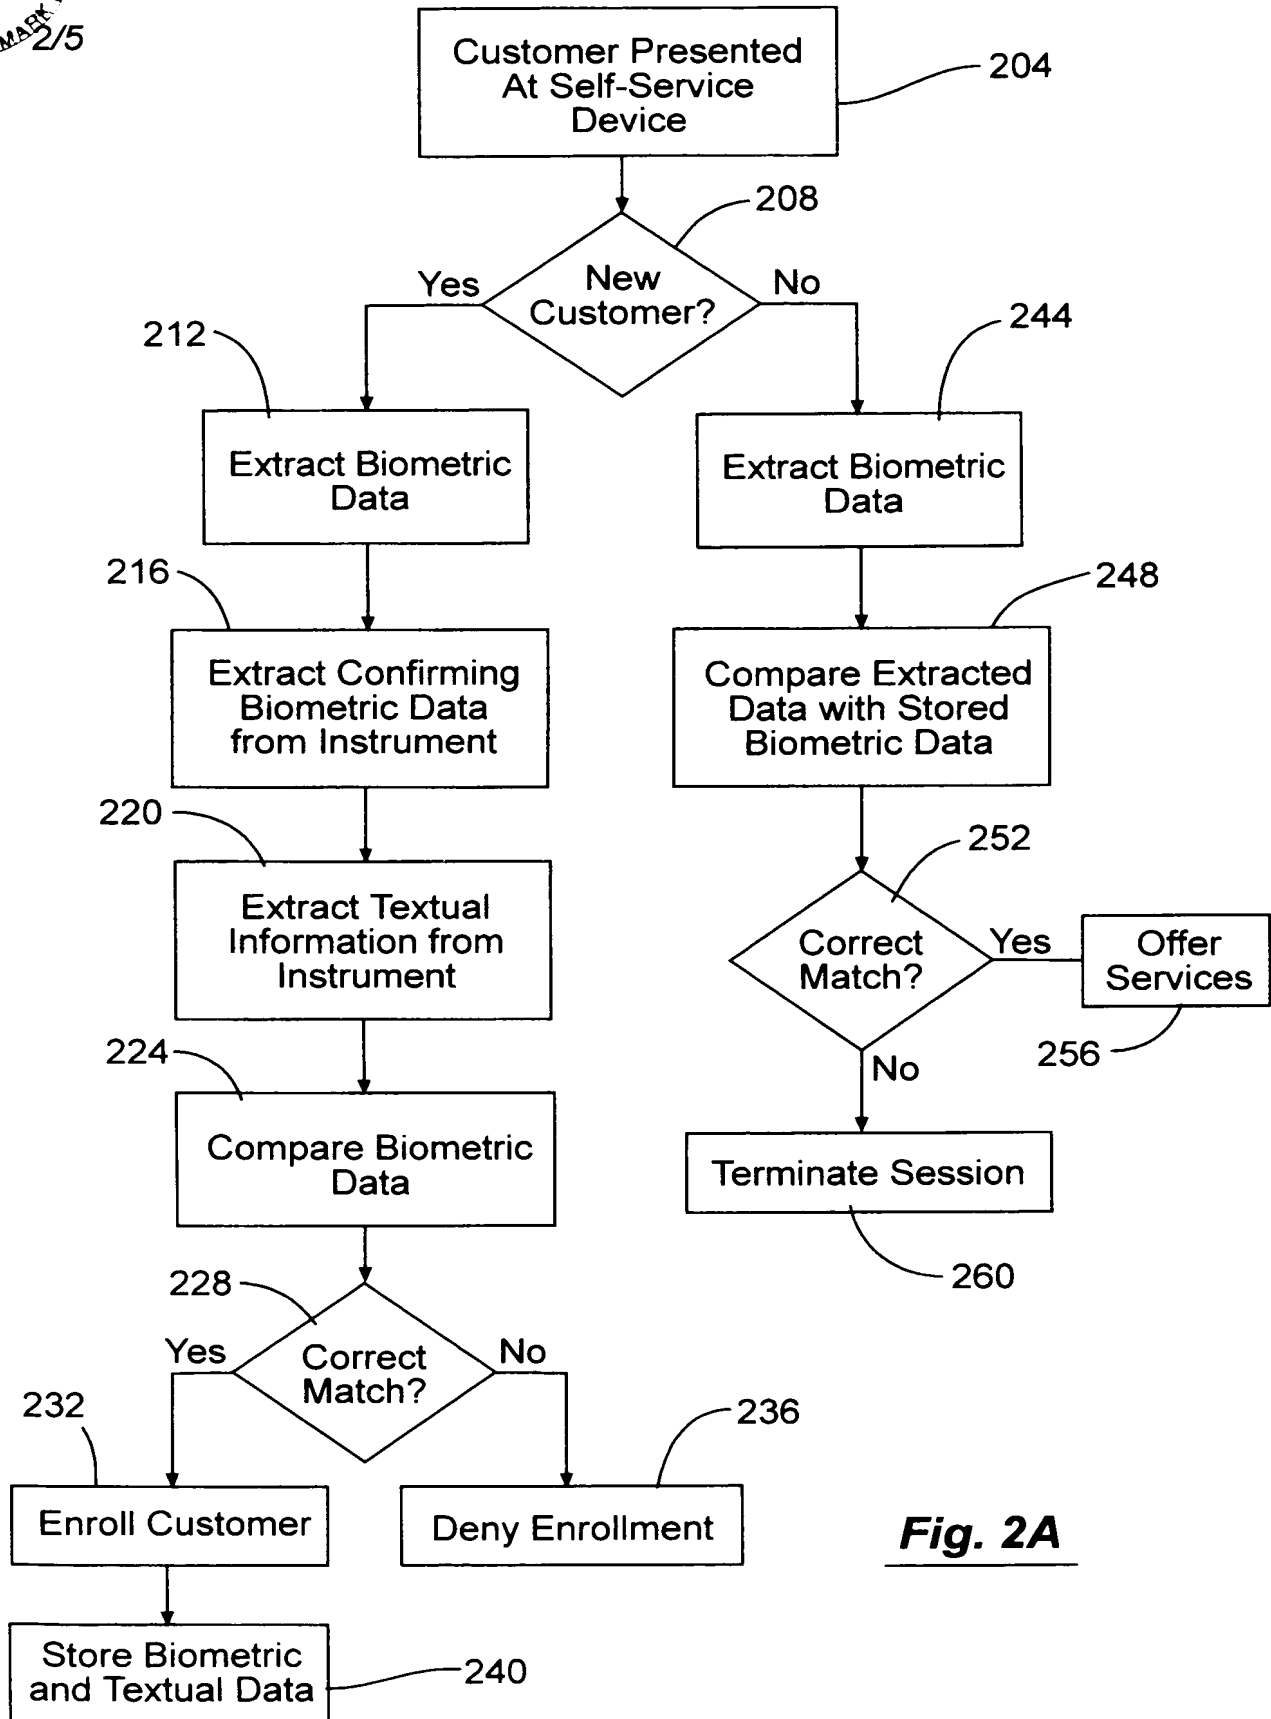 MARK
2/5
Customer Presented
At Self-Service
Device
204
208
New
Customer?
Yes
No
212
244
Extract Biometric
Data
Extract Biometric
Data
216
248
Extract Confirming
Biometric Data
from Instrument
Compare Extracted
Data with Stored
Biometric Data
220
252
Extract Textual
Information from
Instrument
Correct
Match?
Yes
Offer
Services
256
No
224
Compare Biometric
Data
Terminate Session
260
228
Correct
Match?
Yes
No
232
236
Enroll Customer
Deny Enrollment
Fig. 2A
Store Biometric
and Textual Data
240